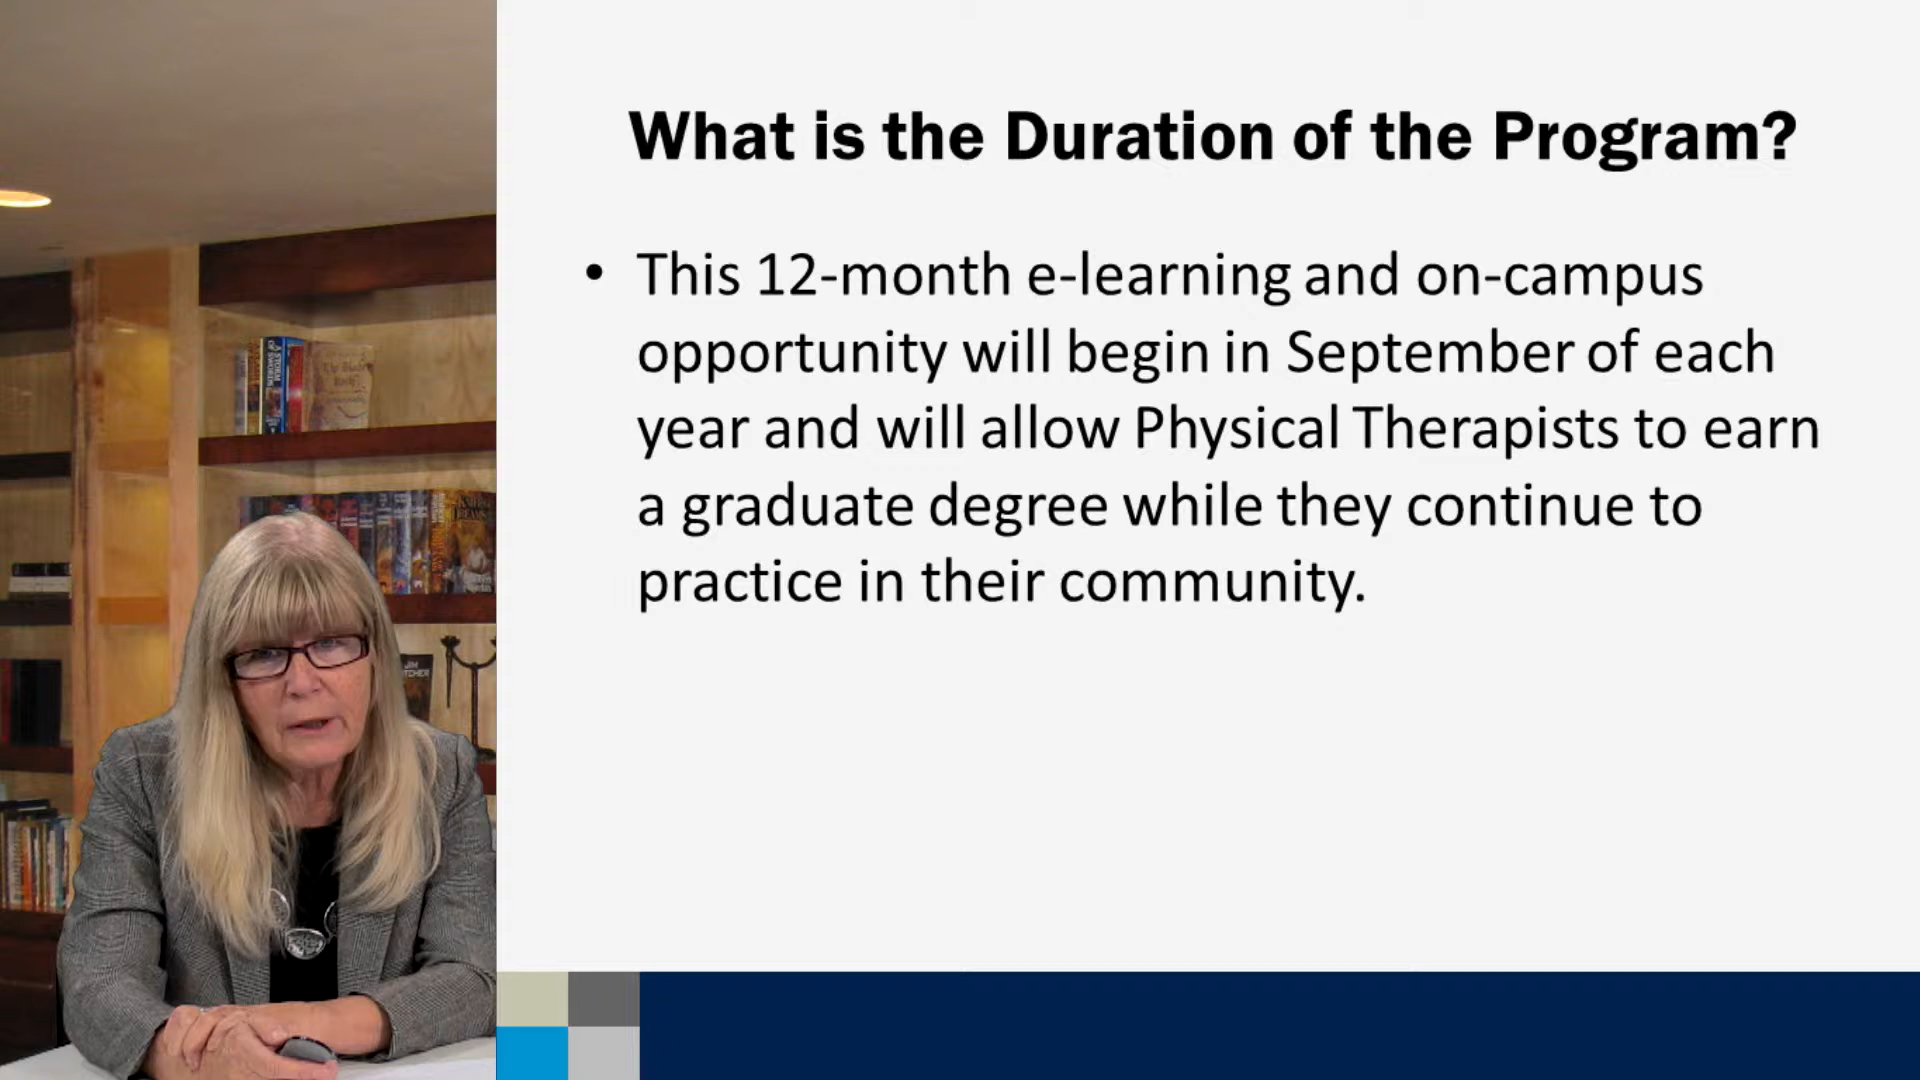 What is the Duration of the Program?
• This 12-month e-learning and on-campus
opportunity will begin in September of each
year and will allow Physical Therapists to earn
a graduate degree while they continue to
practice in their community.
JIM